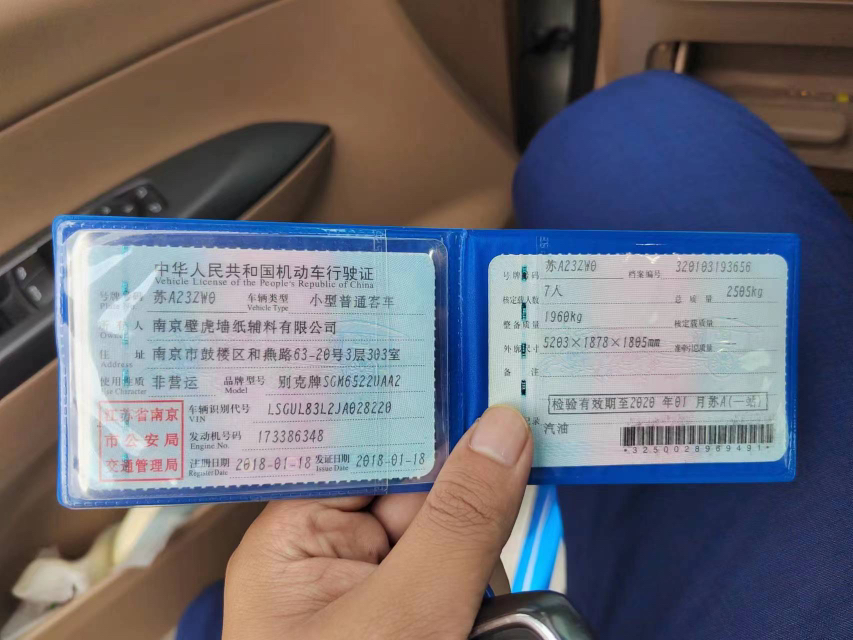 中华人民共和国机动车行驶证
Vehicle License of the People's Republic of China
号牌号码 苏A23ZW0 车辆类型 小型普通客车
Vehicle Type
所有人 南京壁虎墙纸辅料有限公司
Owner
住 址 南京市鼓楼区和燕路63-20号3层303室
Address
使用性质 非营运 品牌型号 别克牌SGM6522UAA2
Use Character Model
江苏省南京
市公安局
交通管理局
车辆识别代号 LSGUL83L2JA028220
VIN
发动机号码 173386348
Engine No.
注册日期 2018-01-18 发证日期 2018-01-18
Register Date Issue Date
号牌号码 苏A23ZW0 档案编号 320103193656
核定载人数 7人 总 质 量 2505kg
整备质量 1960kg 核定载质量
外廓尺寸 5203×1878×1805mm 准牵引总质量
备 注
检验有效期至2020 年01 月苏A(一站)
录 汽油
*3250028969491*